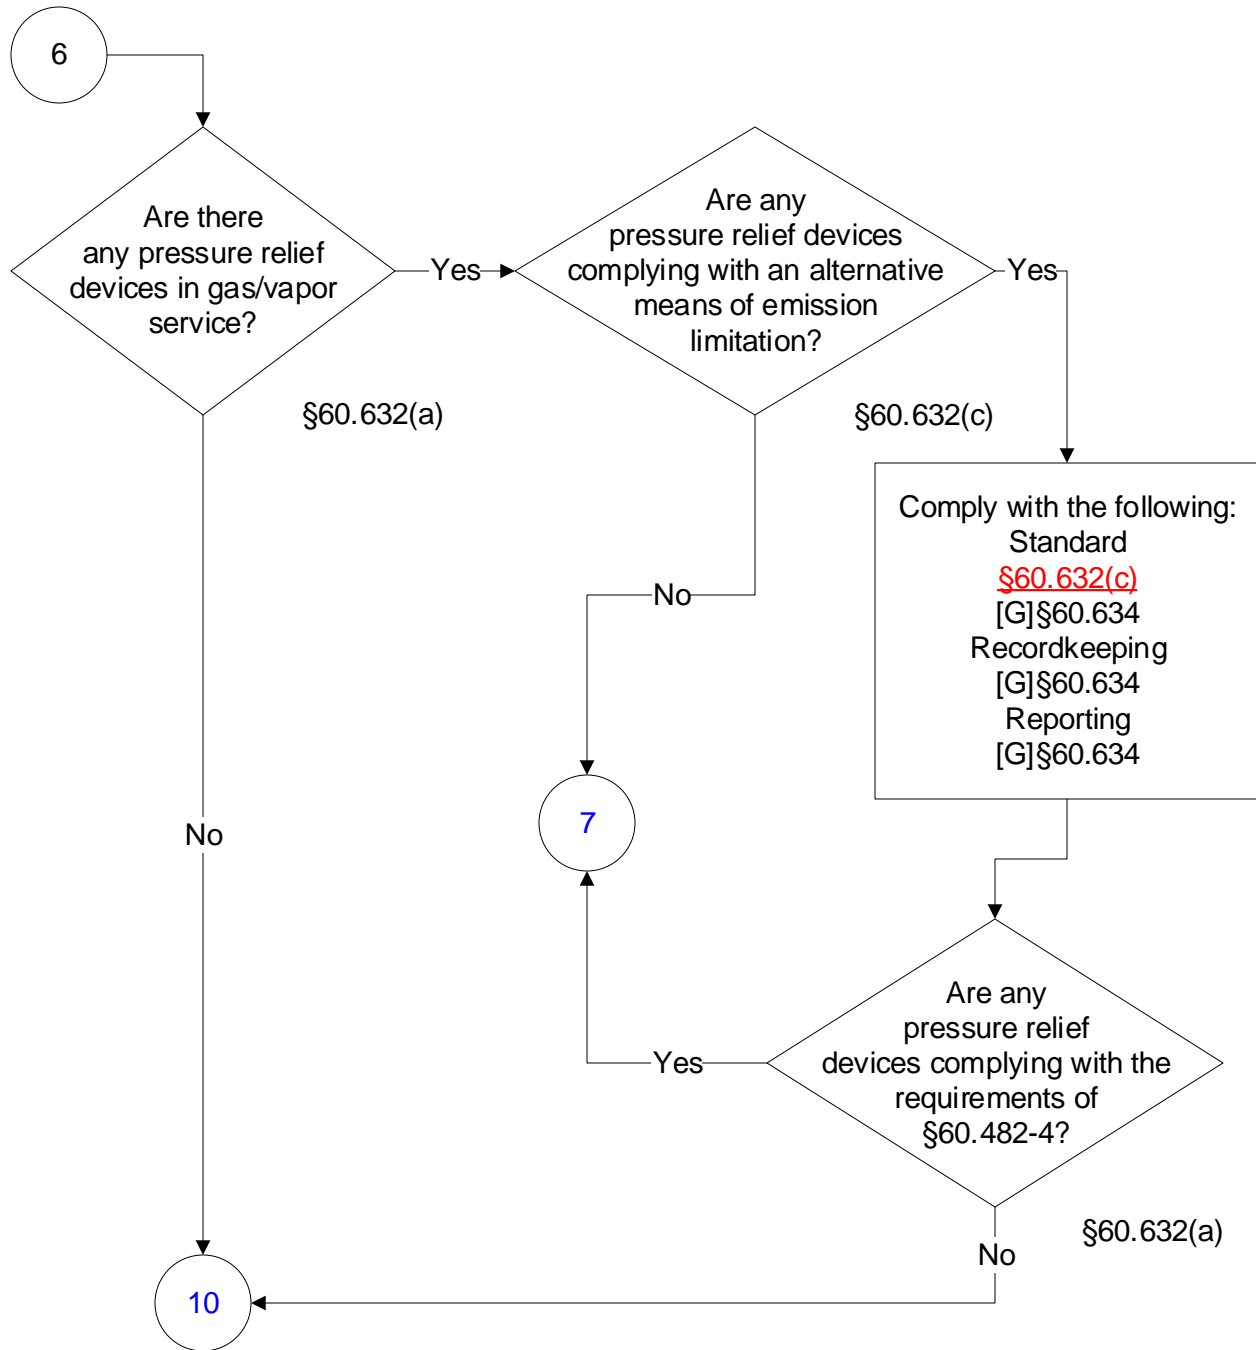 6
Are there
any pressure relief
devices in gas/vapor
service?
Yes
§60.632(a)
No
Are any
pressure relief devices
complying with an alternative
means of emission
limitation?
Yes
§60.632(c)
No
Comply with the following:
Standard
§60.632(c)
[G]§60.634
Recordkeeping
[G]§60.634
Reporting
[G]§60.634
7
Are any
pressure relief
devices complying with the
requirements of
§60.482-4?
Yes
§60.632(a)
No
10